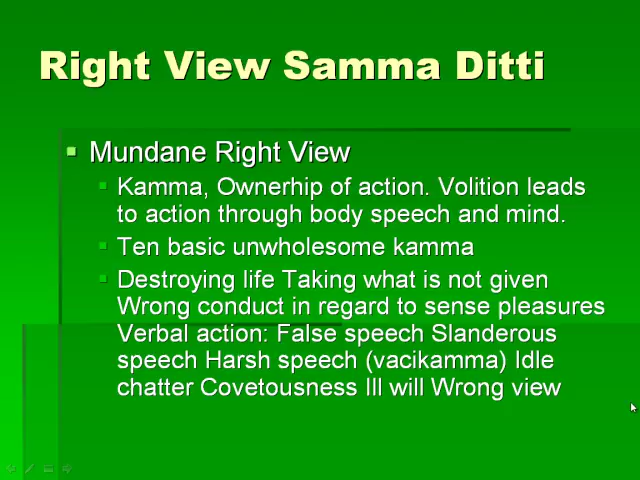 Right View Samma Ditti
Mundane Right View
Kamma, Ownerhip of action. Volition leads
to action through body speech and mind.
Ten basic unwholesome kamma
Destroying life Taking what is not given
Wrong conduct in regard to sense pleasures
Verbal action: False speech Slanderous
speech Harsh speech (vacikamma) Idle
chatter Covetousness Ill will Wrong view